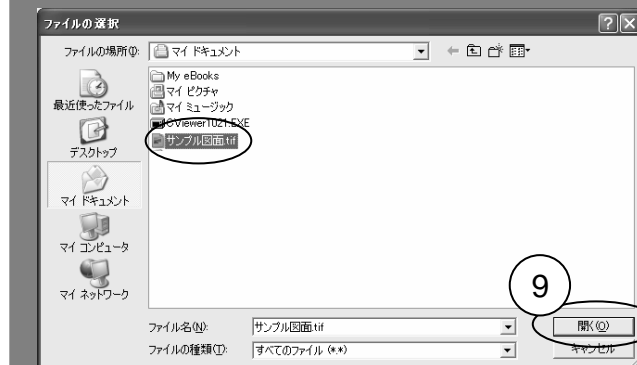 ファイルの選択
ファイルの場所(I):
マイ ドキュメント
最近使ったファイル
デスクトップ
マイ ドキュメント
マイ コンピュータ
マイ ネットワーク
My eBooks
マイ ピクチャ
マイ ミュージック
CViewer1021.EXE
サンプル図面.tif
9
ファイル名(N):
サンプル図面.tif
開く(O)
ファイルの種類(T):
すべてのファイル (*.*)
キャンセル